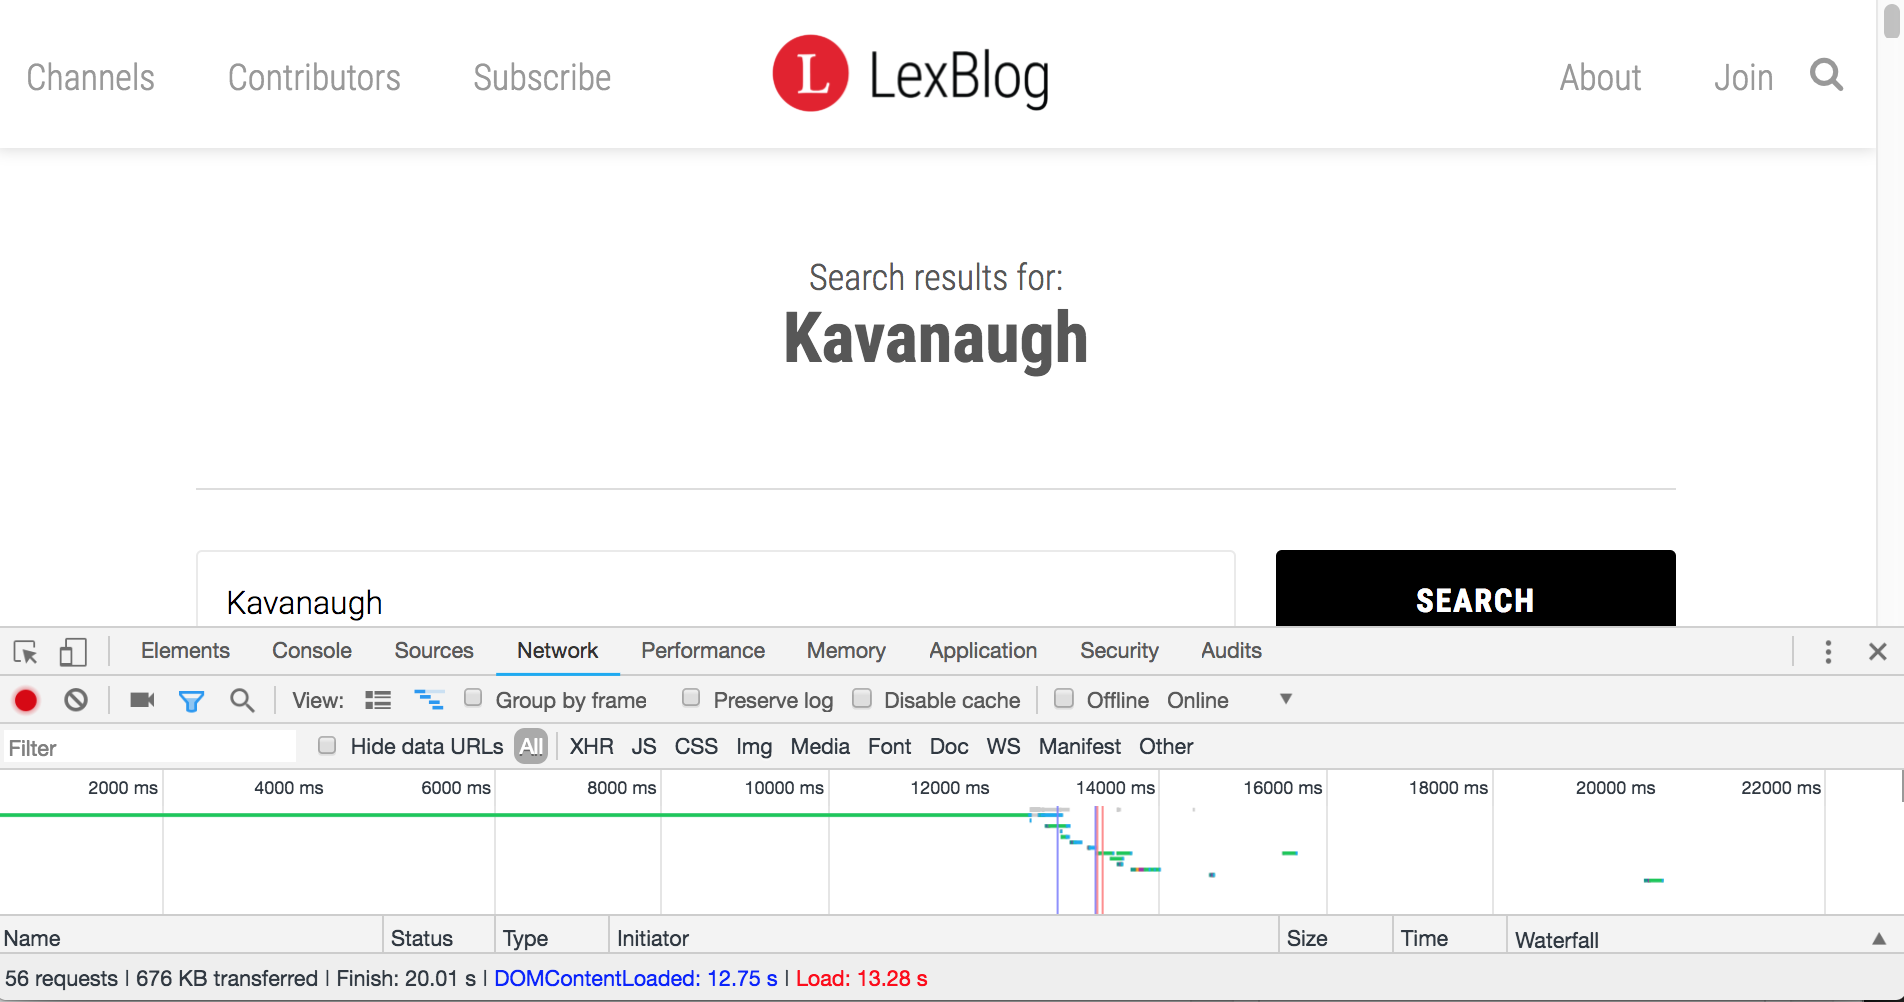 Channels Contributors Subscribe L LexBlog About Join
Search results for:
Kavanaugh
Kavanaugh SEARCH
Elements Console Sources Network Performance Memory Application Security Audits
View: Group by frame Preserve log Disable cache Offline Online
Filter Hide data URLs All XHR JS CSS Img Media Font Doc WS Manifest Other
2000 ms 4000 ms 6000 ms 8000 ms 10000 ms 12000 ms 14000 ms 16000 ms 18000 ms 20000 ms 22000 ms
Name Status Type Initiator Size Time Waterfall
56 requests | 676 KB transferred | Finish: 20.01 s | DOMContentLoaded: 12.75 s | Load: 13.28 s